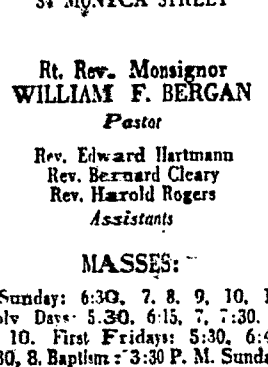 MONICA STREET
Rt. Rev. Monsignor
WILLIAM F. BERGAN
Pastor
Rev. Edward Hartmann
Rev. Bernard Cleary
Rev. Harold Rogers
Assistants
MASSES:
Sunday: 6:30, 7. 8. 9, 10,
Days: 5.30, 6:15, 7, 7:30.
10. First Fridays: 5:30,
8. Baptism: 3:30 P. M.